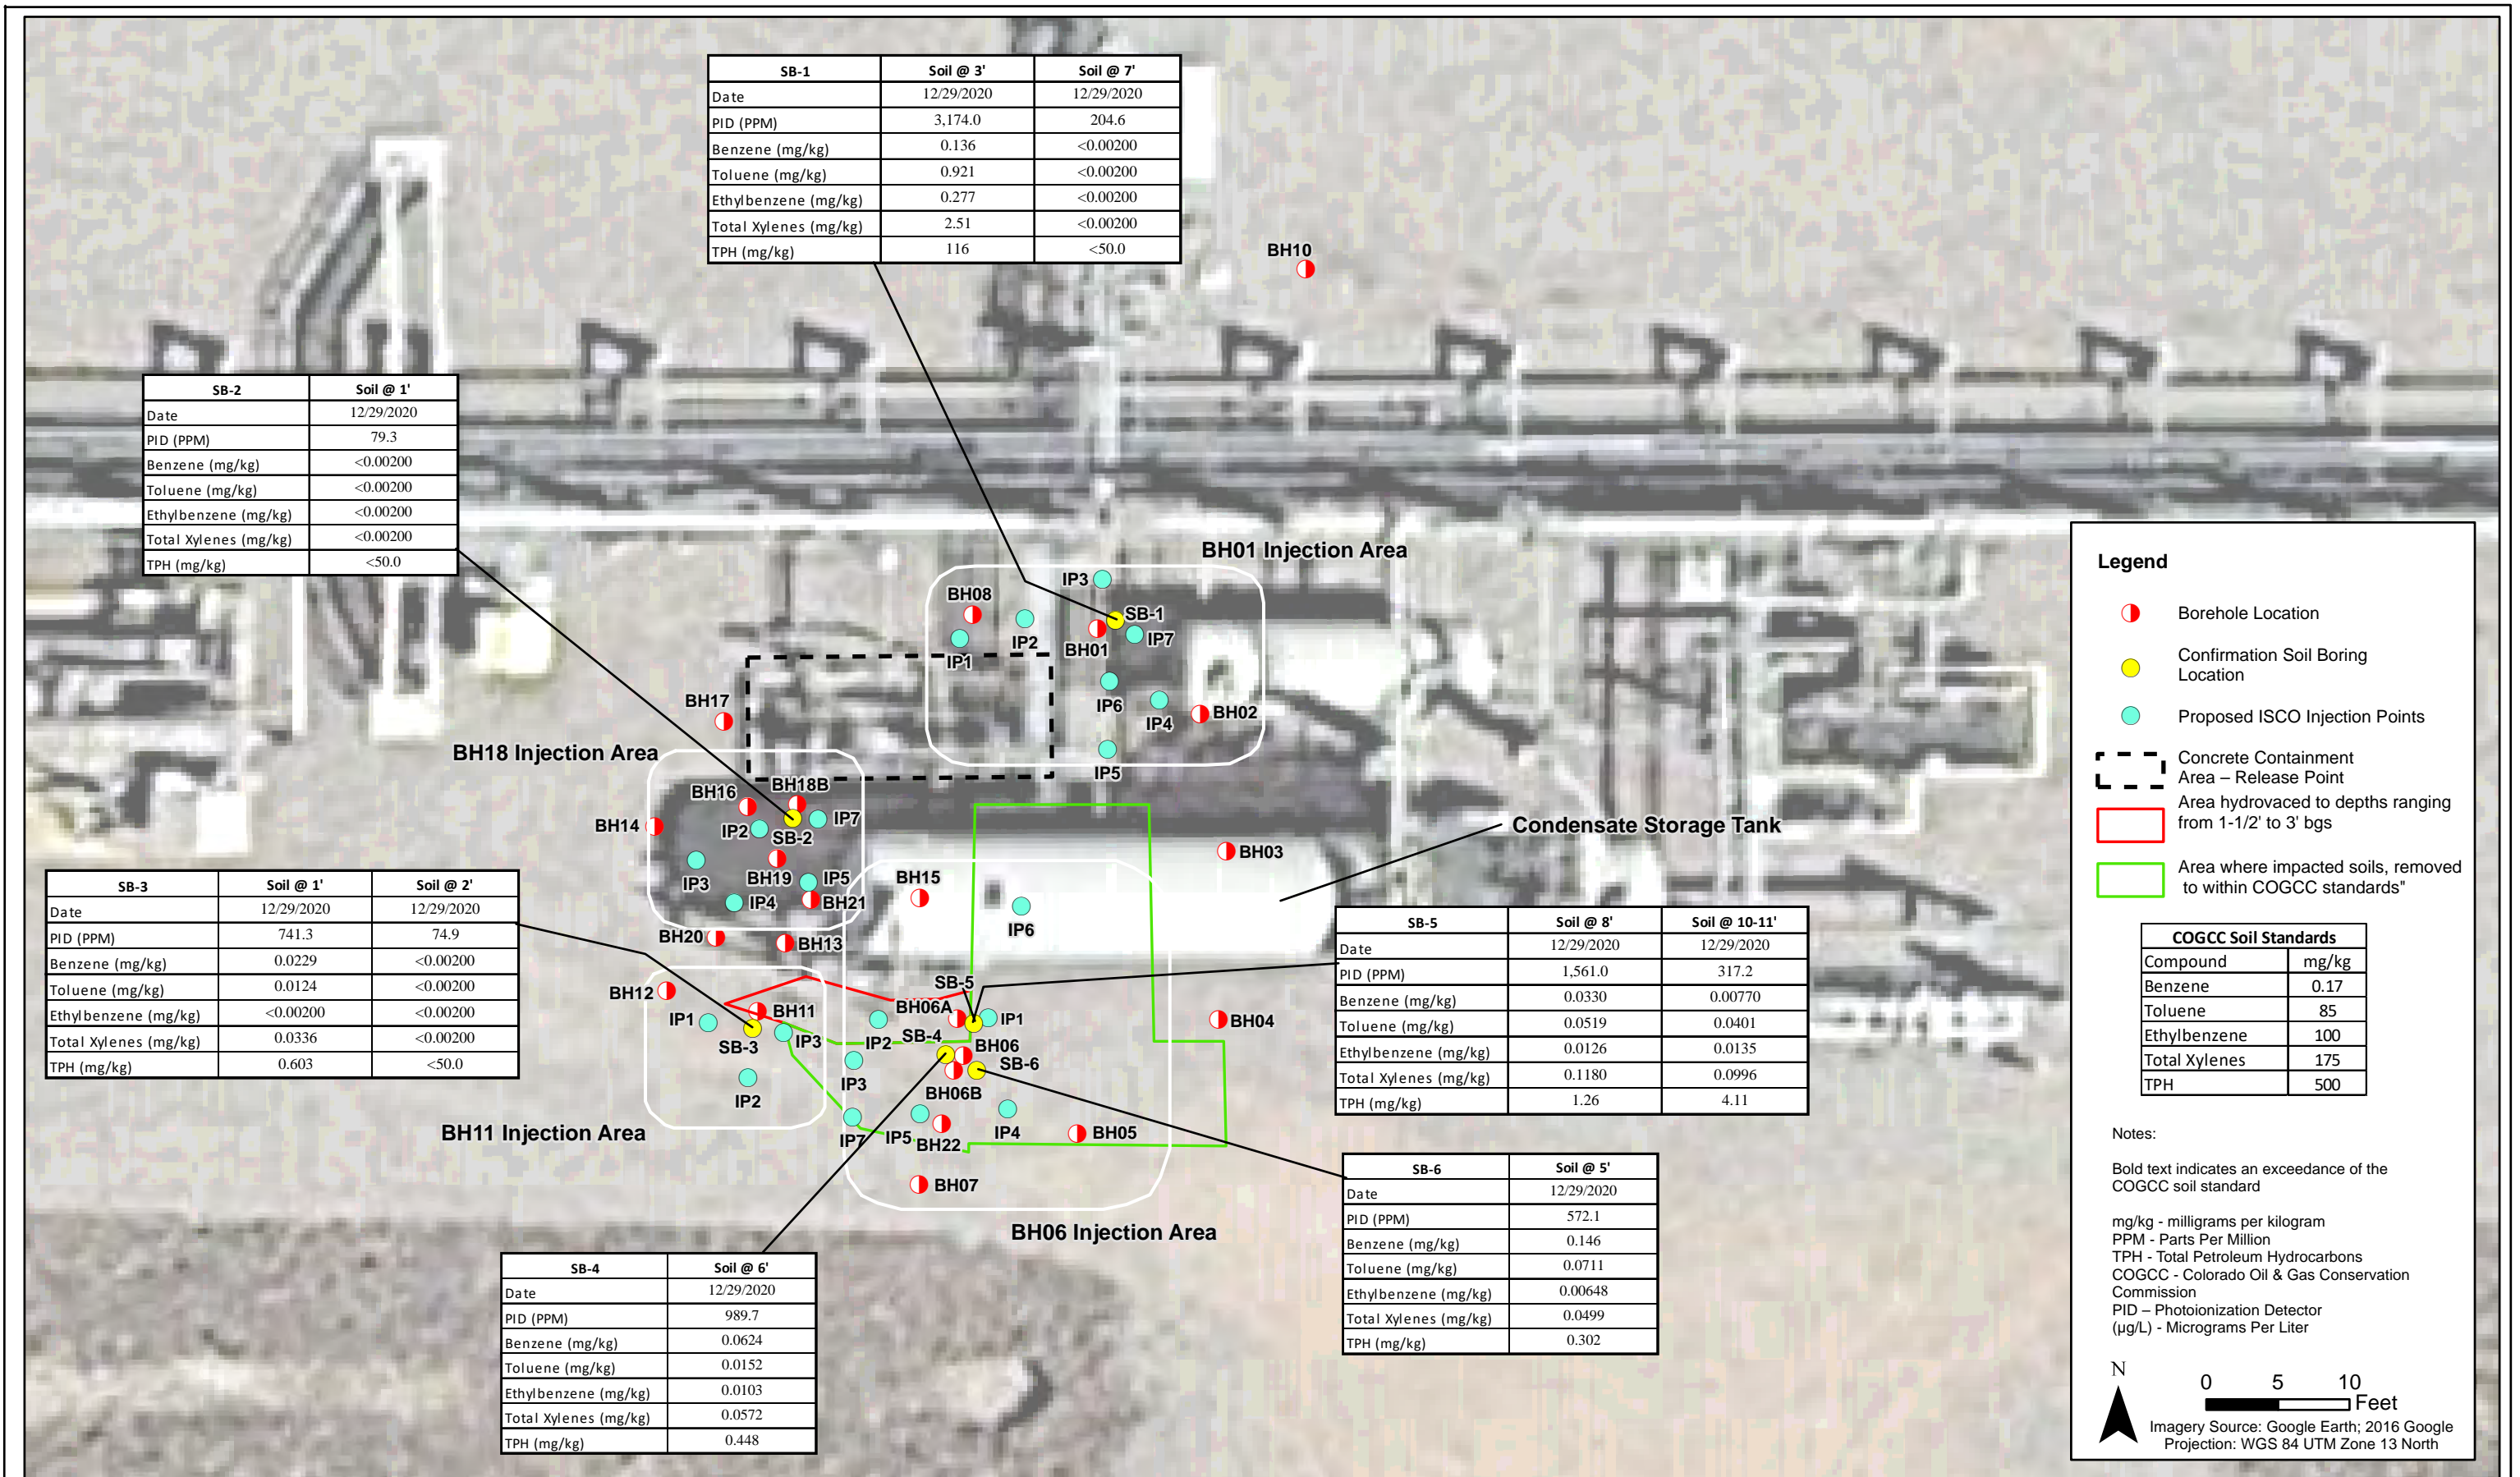 SB-1 Soil @ 3' Soil @ 7'
Date 12/29/2020 12/29/2020
PID (PPM) 3,174.0 204.6
Benzene (mg/kg) 0.136 <0.00200
Toluene (mg/kg) 0.921 <0.00200
Ethylbenzene (mg/kg) 0.277 <0.00200
Total Xylenes (mg/kg) 2.51 <0.00200
TPH (mg/kg) 116 <50.0
BH10
SB-2 Soil @ 1'
Date 12/29/2020
PID (PPM) 79.3
Benzene (mg/kg) <0.00200
Toluene (mg/kg) <0.00200
Ethylbenzene (mg/kg) <0.00200
Total Xylenes (mg/kg) <0.00200
TPH (mg/kg) <50.0
BH01 Injection Area
IP3
BH08
SB-1
IP2
BH01
IP7
IP1
IP6
IP4
BH02
IP5
BH17
BH18 Injection Area
BH16
BH18B
BH14
IP2
IP7
SB-2
IP3
BH19
IP5
IP4
BH21
BH20
BH13
BH15
IP6
BH03
Condensate Storage Tank
SB-3 Soil @ 1' Soil @ 2'
Date 12/29/2020 12/29/2020
PID (PPM) 741.3 74.9
Benzene (mg/kg) 0.0229 <0.00200
Toluene (mg/kg) 0.0124 <0.00200
Ethylbenzene (mg/kg) <0.00200 <0.00200
Total Xylenes (mg/kg) 0.0336 <0.00200
TPH (mg/kg) 0.603 <50.0
SB-5 Soil @ 8' Soil @ 10-11'
Date 12/29/2020 12/29/2020
PID (PPM) 1,561.0 317.2
Benzene (mg/kg) 0.0330 0.00770
Toluene (mg/kg) 0.0519 0.0401
Ethylbenzene (mg/kg) 0.0126 0.0135
Total Xylenes (mg/kg) 0.1180 0.0996
TPH (mg/kg) 1.26 4.11
BH12
BH11
IP1
SB-3
IP3
IP2
BH11 Injection Area
SB-5
BH06A
IP1
IP2
SB-4
BH06
SB-6
IP3
BH06B
IP4
IP7
IP5
BH22
BH05
BH04
BH07
BH06 Injection Area
SB-4 Soil @ 6'
Date 12/29/2020
PID (PPM) 989.7
Benzene (mg/kg) 0.0624
Toluene (mg/kg) 0.0152
Ethylbenzene (mg/kg) 0.0103
Total Xylenes (mg/kg) 0.0572
TPH (mg/kg) 0.448
SB-6 Soil @ 5'
Date 12/29/2020
PID (PPM) 572.1
Benzene (mg/kg) 0.146
Toluene (mg/kg) 0.0711
Ethylbenzene (mg/kg) 0.00648
Total Xylenes (mg/kg) 0.0499
TPH (mg/kg) 0.302
Legend
Borehole Location
Confirmation Soil Boring
Location
Proposed ISCO Injection Points
Concrete Containment
Area – Release Point
Area hydrovaced to depths ranging
from 1-1/2' to 3' bgs
Area where impacted soils, removed
to within COGCC standards"
COGCC Soil Standards
Compound mg/kg
Benzene 0.17
Toluene 85
Ethylbenzene 100
Total Xylenes 175
TPH 500
Notes:
Bold text indicates an exceedance of the
COGCC soil standard
mg/kg - milligrams per kilogram
PPM - Parts Per Million
TPH - Total Petroleum Hydrocarbons
COGCC - Colorado Oil & Gas Conservation
Commission
PID – Photoionization Detector
(µg/L) - Micrograms Per Liter
N
0 5 10
Feet
Imagery Source: Google Earth; 2016 Google
Projection: WGS 84 UTM Zone 13 North